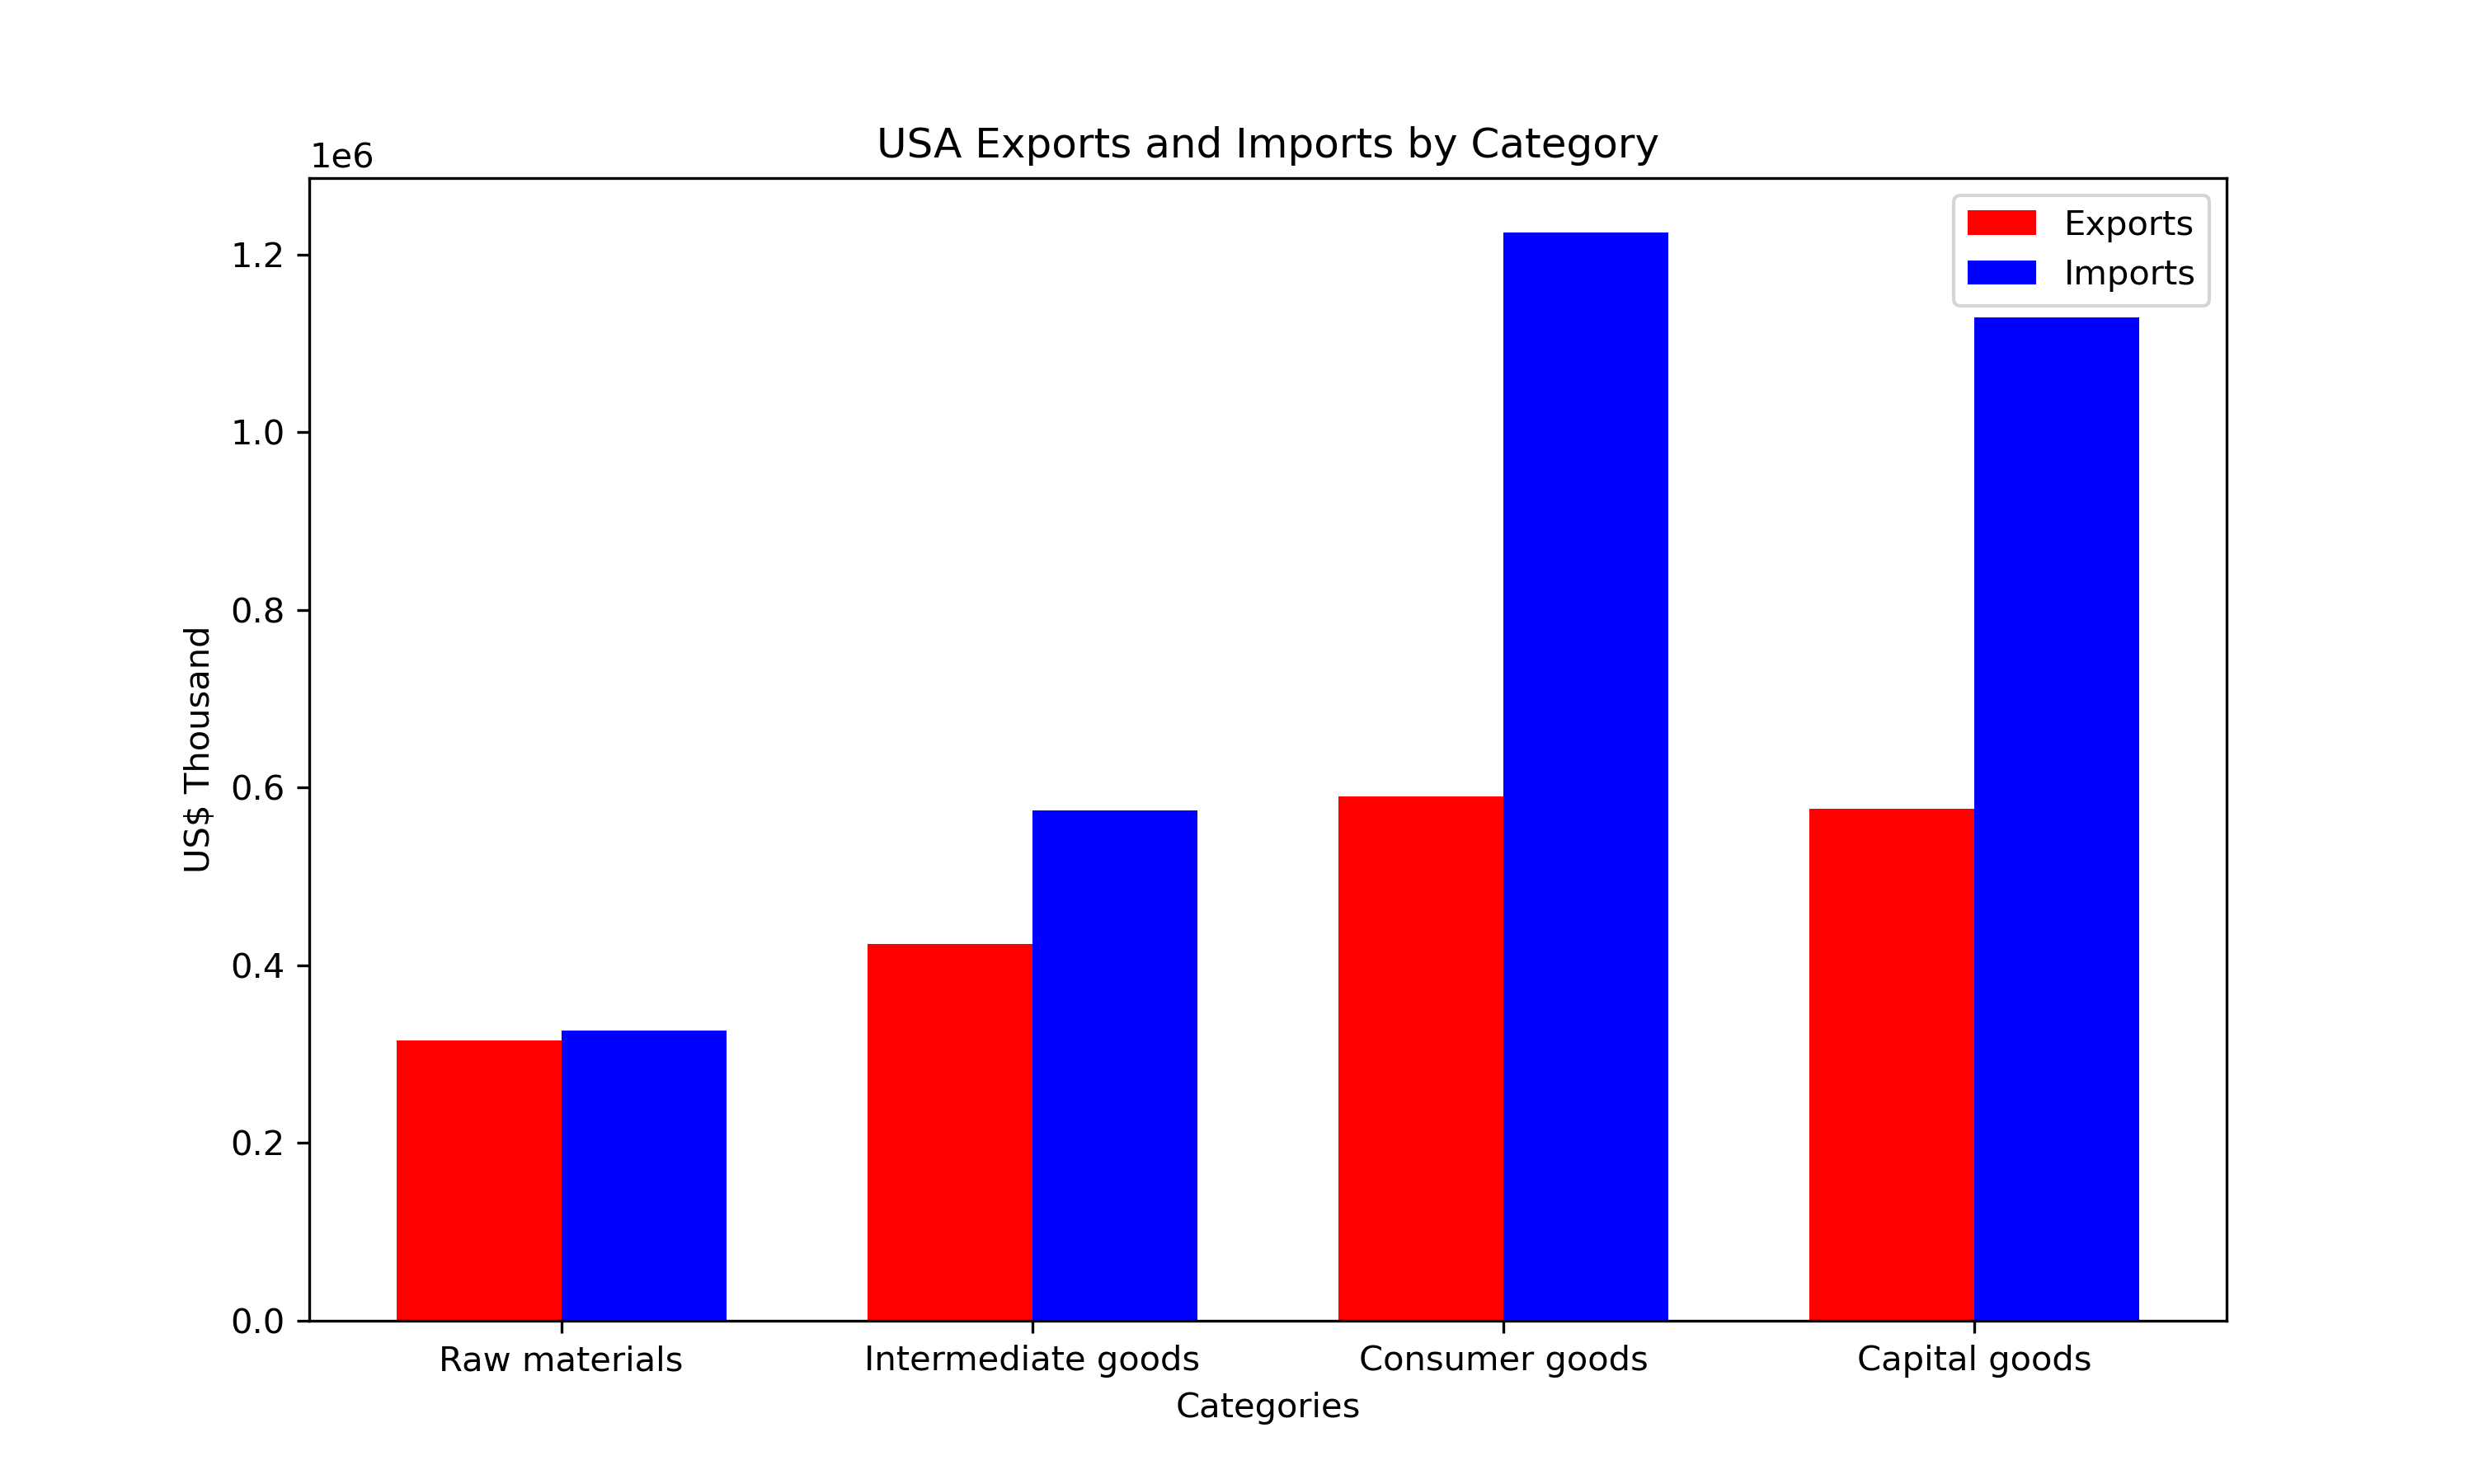 USA Exports and Imports by Category
1e6
Exports
Imports
1.2
1.0
0.8
0.6
0.4
0.2
0.0
US$ Thousand
Raw materials
Intermediate goods
Consumer goods
Capital goods
Categories